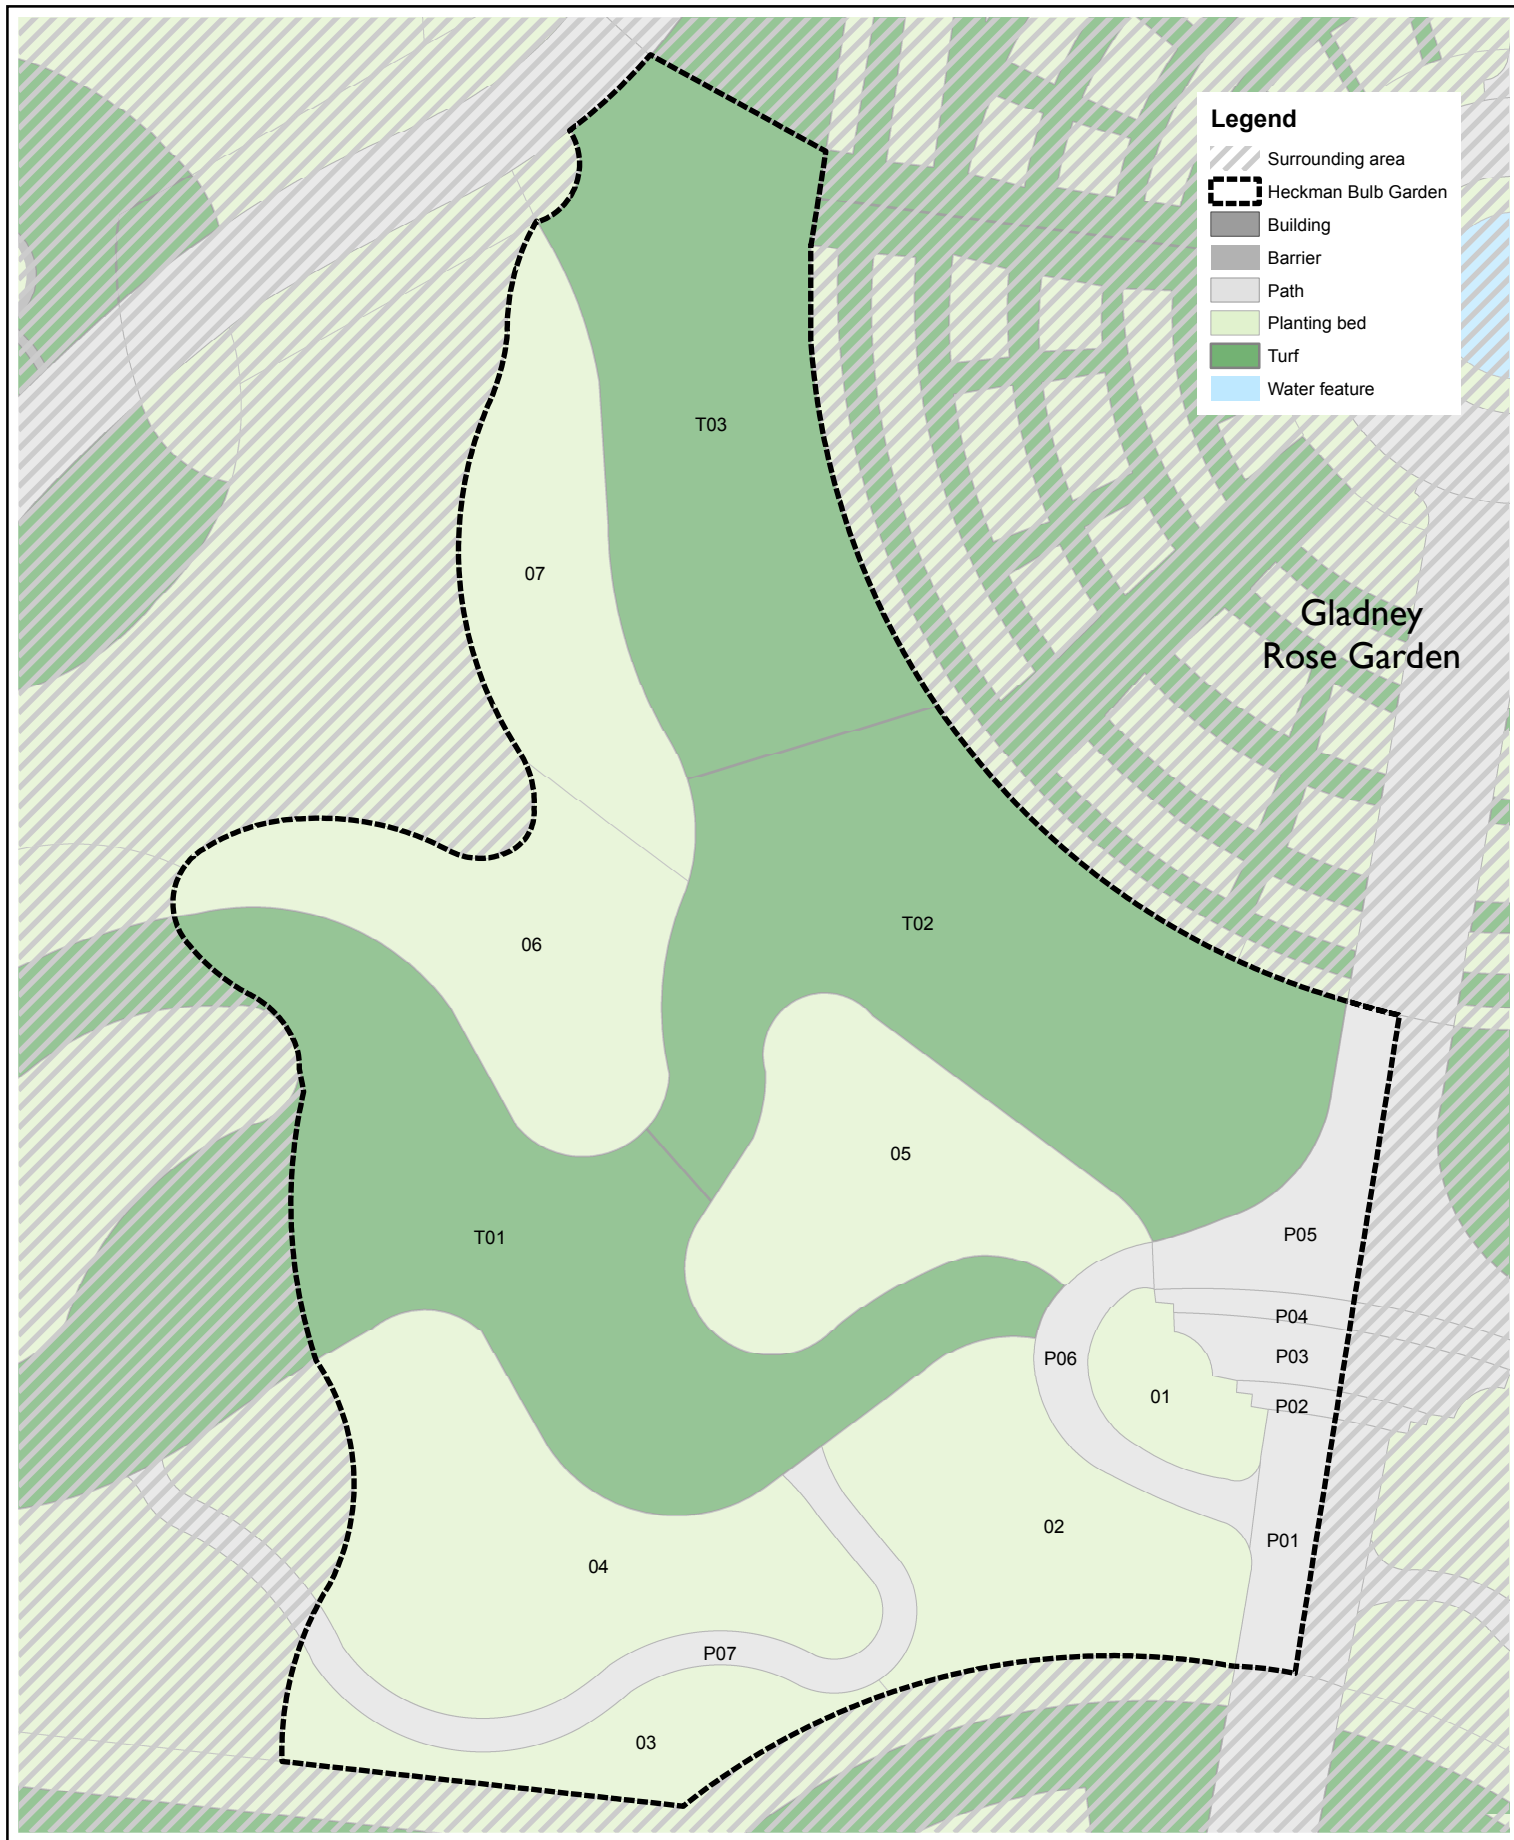 Legend
Surrounding area
Heckman Bulb Garden
Building
Barrier
Path
Planting bed
Turf
Water feature
T03
07
Gladney
Rose Garden
T02
06
05
T01
P05
P04
P03
P06
01
P02
02
P01
04
P07
03